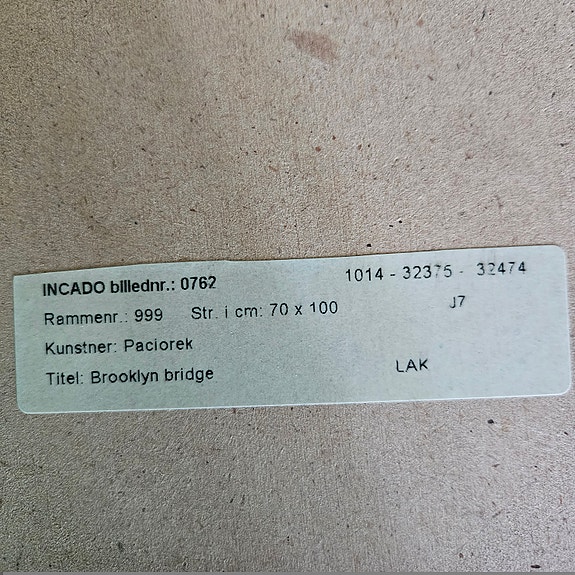 INCADO billednr.: 0762 1014 - 32375 - 32474
Rammenr.: 999 Str. i cm: 70 x 100 J7
Kunstner: Paciorek
Titel: Brooklyn bridge LAK